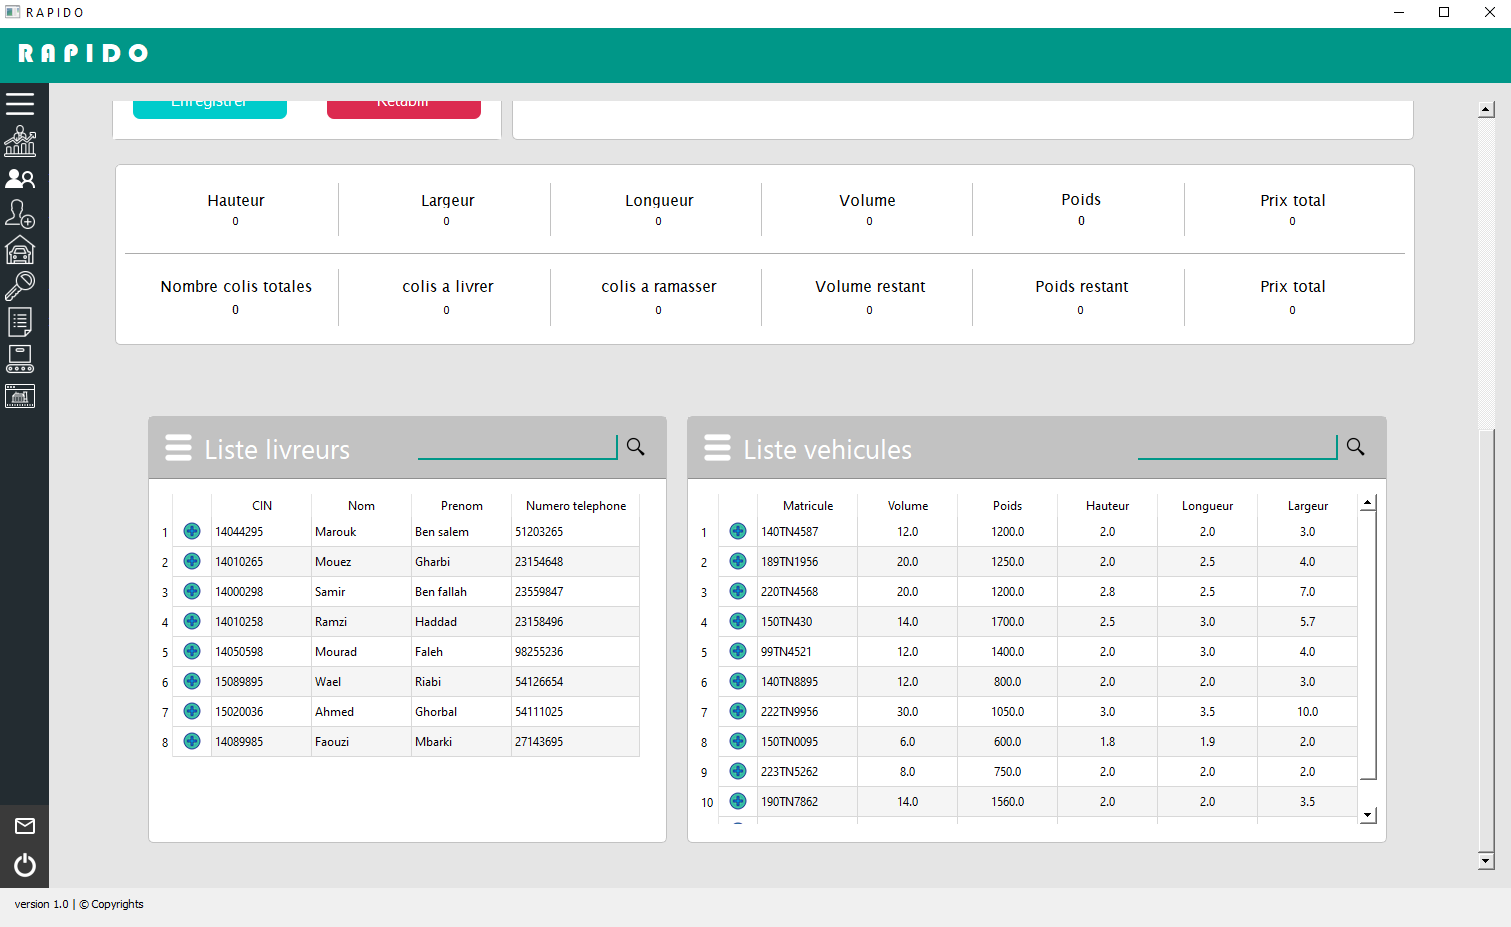 RAPIDO
RAPIDO
Enregistrer Rétablir
Hauteur Largeur Longueur Volume Poids Prix total
0 0 0 0 0 0
Nombre colis totales colis a livrer colis a ramasser Volume restant Poids restant Prix total
0 0 0 0 0 0
Liste livreurs
CIN Nom Prenom Numero telephone
1 14044295 Marouk Ben salem 51203265
2 14010265 Mouez Gharbi 23154648
3 14000298 Samir Ben fallah 23559847
4 14010258 Ramzi Haddad 23158496
5 14050598 Mourad Faleh 98255236
6 15089895 Wael Riabi 54126654
7 15020036 Ahmed Ghorbal 54111025
8 14089985 Faouzi Mbarki 27143695
Liste vehicules
Matricule Volume Poids Hauteur Longueur Largeur
1 140TN4587 12.0 1200.0 2.0 2.0 3.0
2 189TN1956 20.0 1250.0 2.0 2.5 4.0
3 220TN4568 20.0 1200.0 2.8 2.5 7.0
4 150TN430 14.0 1700.0 2.5 3.0 5.7
5 99TN4521 12.0 1400.0 2.0 3.0 4.0
6 140TN8895 12.0 800.0 2.0 2.0 3.0
7 222TN9956 30.0 1050.0 3.0 3.5 10.0
8 150TN0095 6.0 600.0 1.8 1.9 2.0
9 223TN5262 8.0 750.0 2.0 2.0 2.0
10 190TN7862 14.0 1560.0 2.0 2.0 3.5
version 1.0 | © Copyrights